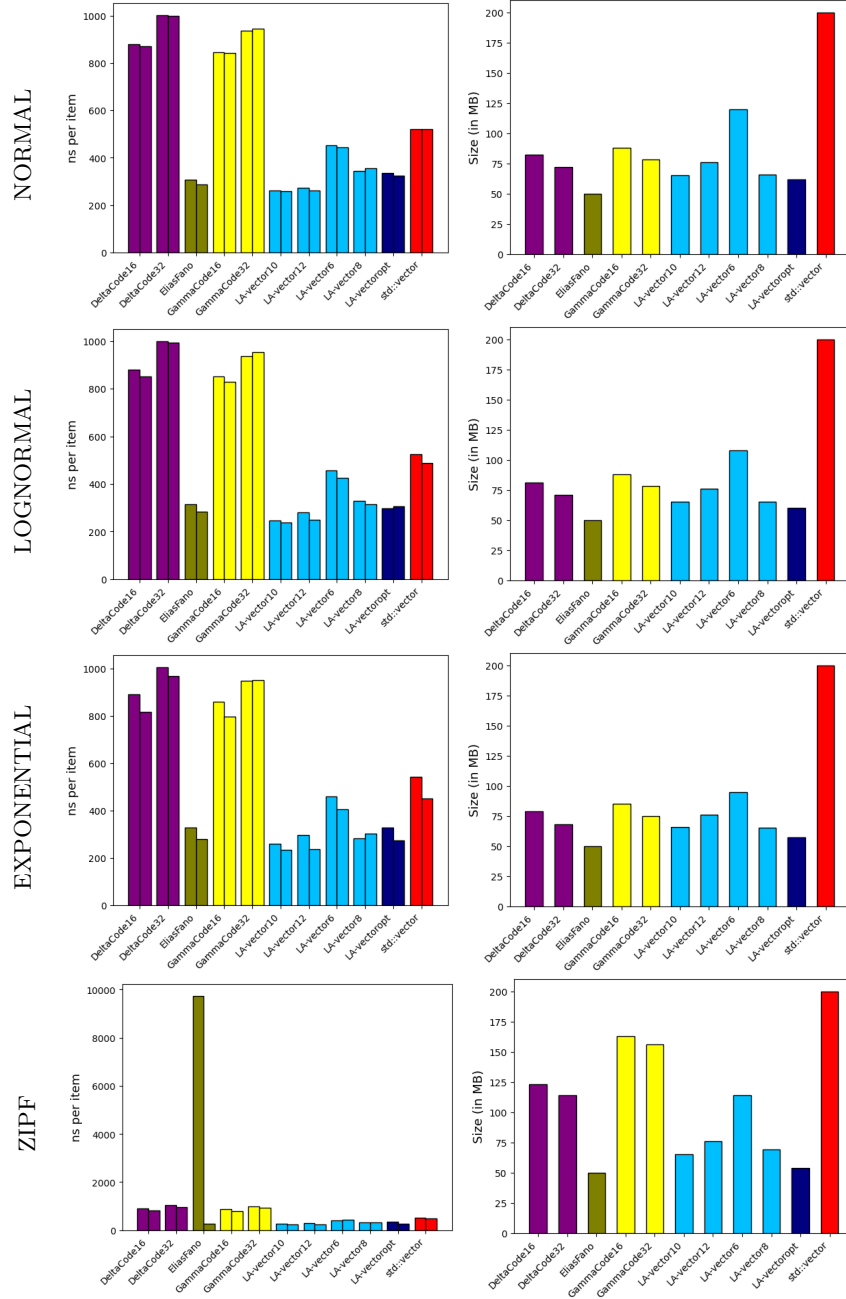 NORMAL
ns per item
1000
800
600
400
200
0
DeltaCode16
DeltaCode32
EliasFano
GammaCode16
GammaCode32
LA-vector10
LA-vector12
LA-vector6
LA-vector8
LA-vectoropt
std::vector
Size (in MB)
200
175
150
125
100
75
50
25
0
DeltaCode16
DeltaCode32
EliasFano
GammaCode16
GammaCode32
LA-vector10
LA-vector12
LA-vector6
LA-vector8
LA-vectoropt
std::vector
LOGNORMAL
ns per item
1000
800
600
400
200
0
DeltaCode16
DeltaCode32
EliasFano
GammaCode16
GammaCode32
LA-vector10
LA-vector12
LA-vector6
LA-vector8
LA-vectoropt
std::vector
Size (in MB)
200
175
150
125
100
75
50
25
0
DeltaCode16
DeltaCode32
EliasFano
GammaCode16
GammaCode32
LA-vector10
LA-vector12
LA-vector6
LA-vector8
LA-vectoropt
std::vector
EXPONENTIAL
ns per item
1000
800
600
400
200
0
DeltaCode16
DeltaCode32
EliasFano
GammaCode16
GammaCode32
LA-vector10
LA-vector12
LA-vector6
LA-vector8
LA-vectoropt
std::vector
Size (in MB)
200
175
150
125
100
75
50
25
0
DeltaCode16
DeltaCode32
EliasFano
GammaCode16
GammaCode32
LA-vector10
LA-vector12
LA-vector6
LA-vector8
LA-vectoropt
std::vector
ZIPF
ns per item
10000
8000
6000
4000
2000
0
DeltaCode16
DeltaCode32
EliasFano
GammaCode16
GammaCode32
LA-vector10
LA-vector12
LA-vector6
LA-vector8
LA-vectoropt
std::vector
Size (in MB)
200
175
150
125
100
75
50
25
0
DeltaCode16
DeltaCode32
EliasFano
GammaCode16
GammaCode32
LA-vector10
LA-vector12
LA-vector6
LA-vector8
LA-vectoropt
std::vector